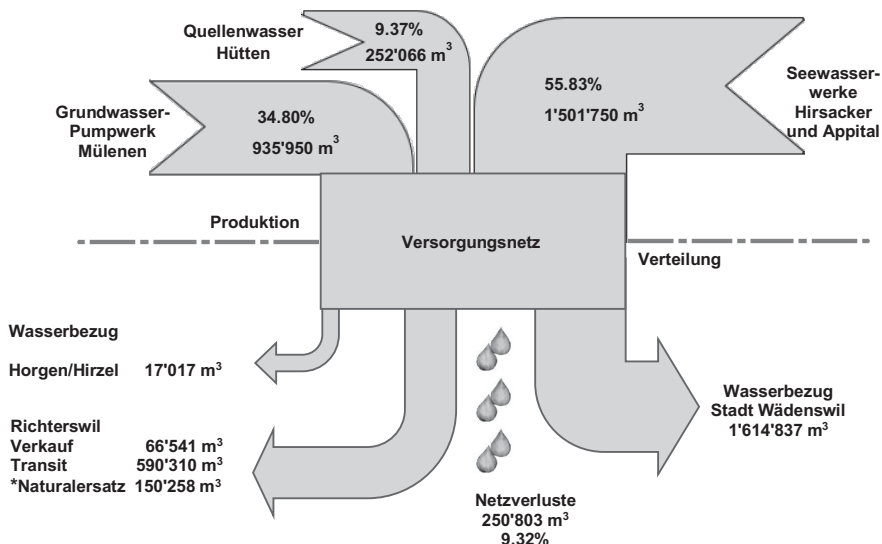 Quellenwasser
Hütten
9.37%
252'066 m³
Grundwasser-
Pumpwerk
Mülenen
34.80%
935'950 m³
55.83%
1'501'750 m³
Seewasser-
werke
Hirsacker
und Appital
Produktion
Versorgungsnetz
Verteilung
Wasserbezug
Horgen/Hirzel 17'017 m³
Richterswil
Verkauf 66'541 m³
Transit 590'310 m³
*Naturalersatz 150'258 m³
Netzverluste
250'803 m³
9.32%
Wasserbezug
Stadt Wädenswil
1'614'837 m³